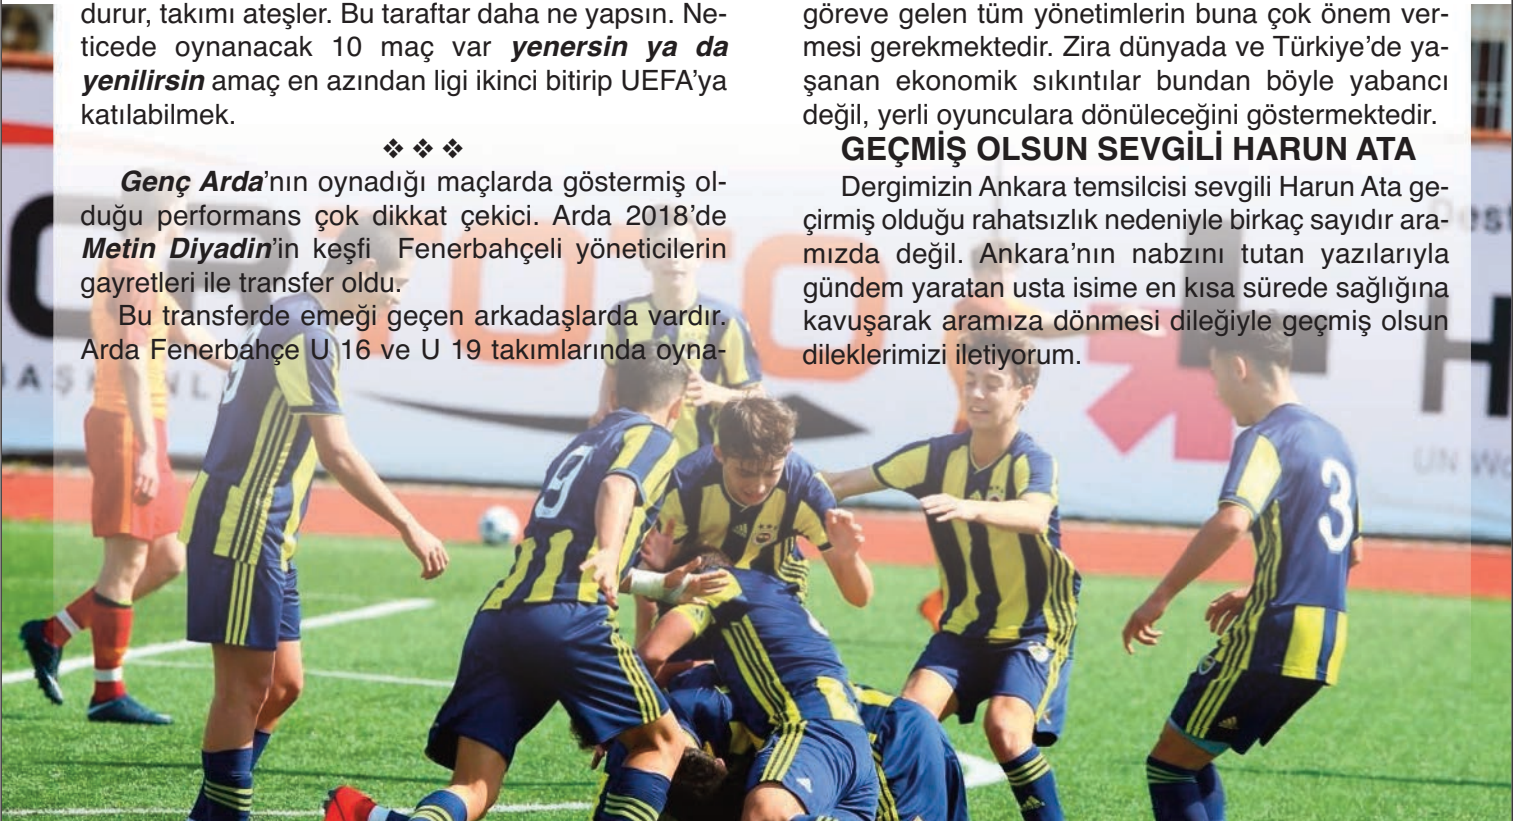 durur, takımı ateşler. Bu taraftar daha ne yapsın. Ne-
ticede oynanacak 10 maç var yenersin ya da
yenilirsin amaç en azından ligi ikinci bitirip UEFA'ya
katılabilmek.
❖ ❖ ❖
Genç Arda'nın oynadığı maçlarda göstermiş ol-
duğu performans çok dikkat çekici. Arda 2018'de
Metin Diyadin'in keşfi Fenerbahçeli yöneticilerin
gayretleri ile transfer oldu.
Bu transferde emeği geçen arkadaşlarda vardır.
Arda Fenerbahçe U 16 ve U 19 takımlarında oyna-
göreve gelen tüm yönetimlerin buna çok önem ver-
mesi gerekmektedir. Zira dünyada ve Türkiye'de ya-
şanan ekonomik sıkıntılar bundan böyle yabancı
değil, yerli oyunculara dönüleceğini göstermektedir.
GEÇMİŞ OLSUN SEVGİLİ HARUN ATA
Dergimizin Ankara temsilcisi sevgili Harun Ata ge-
çirmiş olduğu rahatsızlık nedeniyle birkaç sayıdır ara-
mızda değil. Ankara'nın nabzını tutan yazılarıyla
gündem yaratan usta isime en kısa sürede sağlığına
kavuşarak aramıza dönmesi dileğiyle geçmiş olsun
dileklerimizi iletiyorum.
TOTO
UN Wo
9
9
3